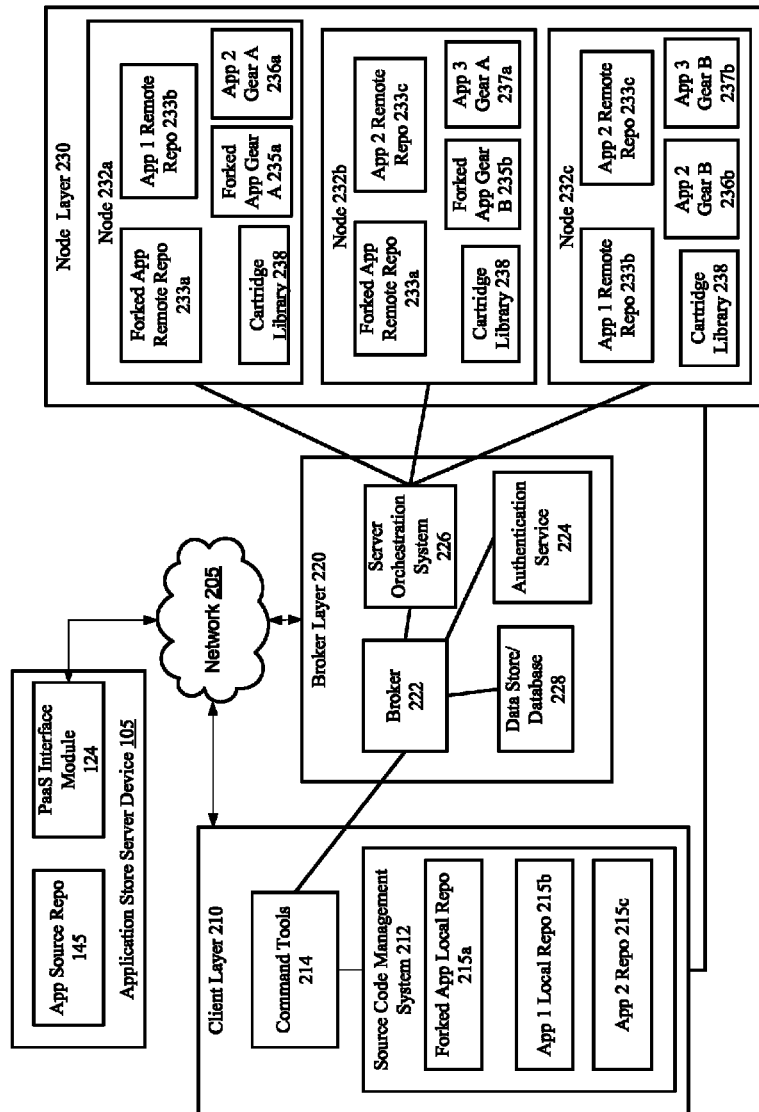 App Source Repo
145
PaaS Interface
Module
124
Application Store Server Device 105
Network 205
Client Layer 210
Command Tools
214
Source Code Management
System 212
Forked App Local Repo
215a
App 1 Local Repo 215b
App 2 Repo 215c
Broker Layer 220
Broker
222
Server
Orchestration
System
226
Data Store/
Database
228
Authentication
Service
224
Node Layer 230
Node 232a
Forked App
Remote Repo
233a
App 1 Remote
Repo 233b
Cartridge
Library 238
Forked
App Gear
A 235a
App 2
Gear A
236a
Node 232b
Forked App
Remote Repo
233a
App 2 Remote
Repo 233c
Cartridge
Library 238
Forked
App Gear
B 235b
App 3
Gear A
237a
Node 232c
App 1 Remote
Repo 233b
App 2 Remote
Repo 233c
Cartridge
Library 238
App 2
Gear B
236b
App 3
Gear B
237b